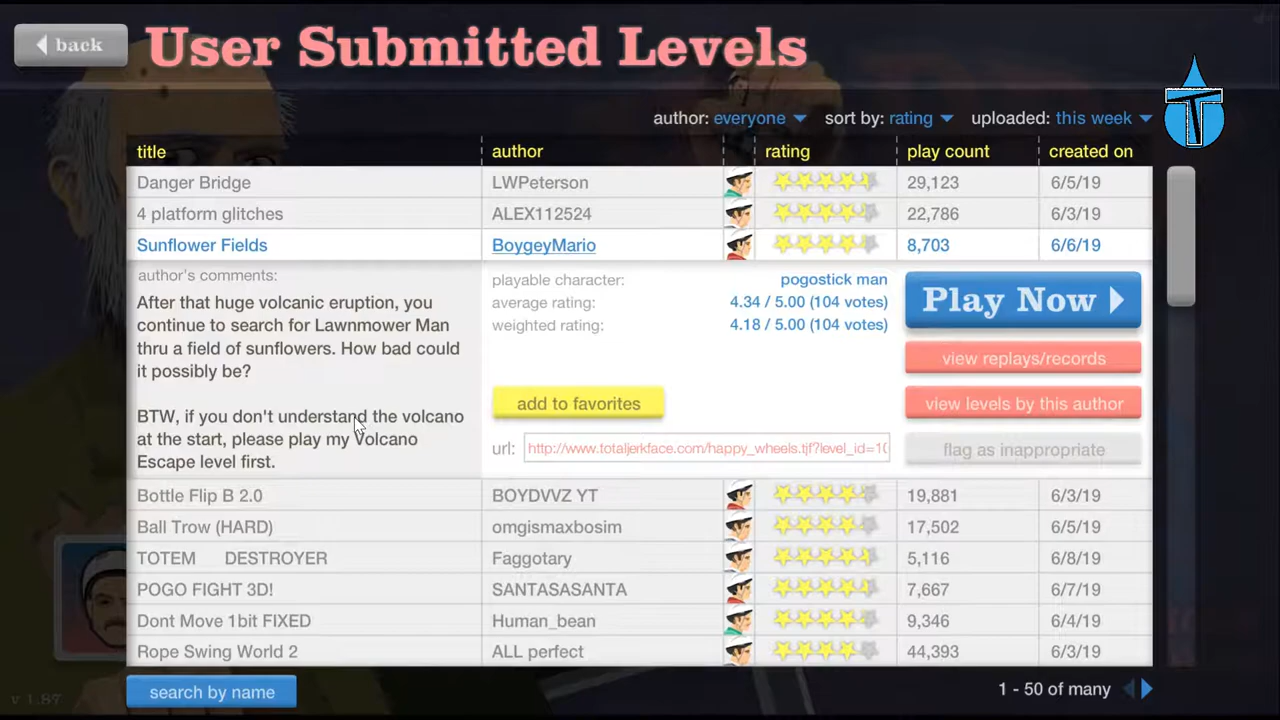 back
User Submitted Levels
author: everyone sort by: rating uploaded: this week
T
title author rating play count created on
Danger Bridge LWPeterson 29,123 6/5/19
4 platform glitches ALEX112524 22,786 6/3/19
Sunflower Fields BoygeyMario 8,703 6/6/19
author's comments:
After that huge volcanic eruption, you
continue to search for Lawnmower Man
thru a field of sunflowers. How bad could
it possibly be?
BTW, if you don't understand the volcano
at the start, please play my Volcano
Escape level first.
playable character: pogostick man
average rating: 4.34 / 5.00 (104 votes)
weighted rating: 4.18 / 5.00 (104 votes)
add to favorites
url: http://www.totaljerkface.com/happy_wheels.tjf?level_id=10
Play Now
view replays/records
view levels by this author
flag as inappropriate
Bottle Flip B 2.0 BOYDVVZ YT 19,881 6/3/19
Ball Trow (HARD) omgismaxbosim 17,502 6/5/19
TOTEM DESTROYER Faggotary 5,116 6/8/19
POGO FIGHT 3D! SANTASASANTA 7,667 6/7/19
Dont Move 1bit FIXED Human_bean 9,346 6/4/19
Rope Swing World 2 ALL perfect 44,393 6/3/19
v 1.87
search by name
1 - 50 of many